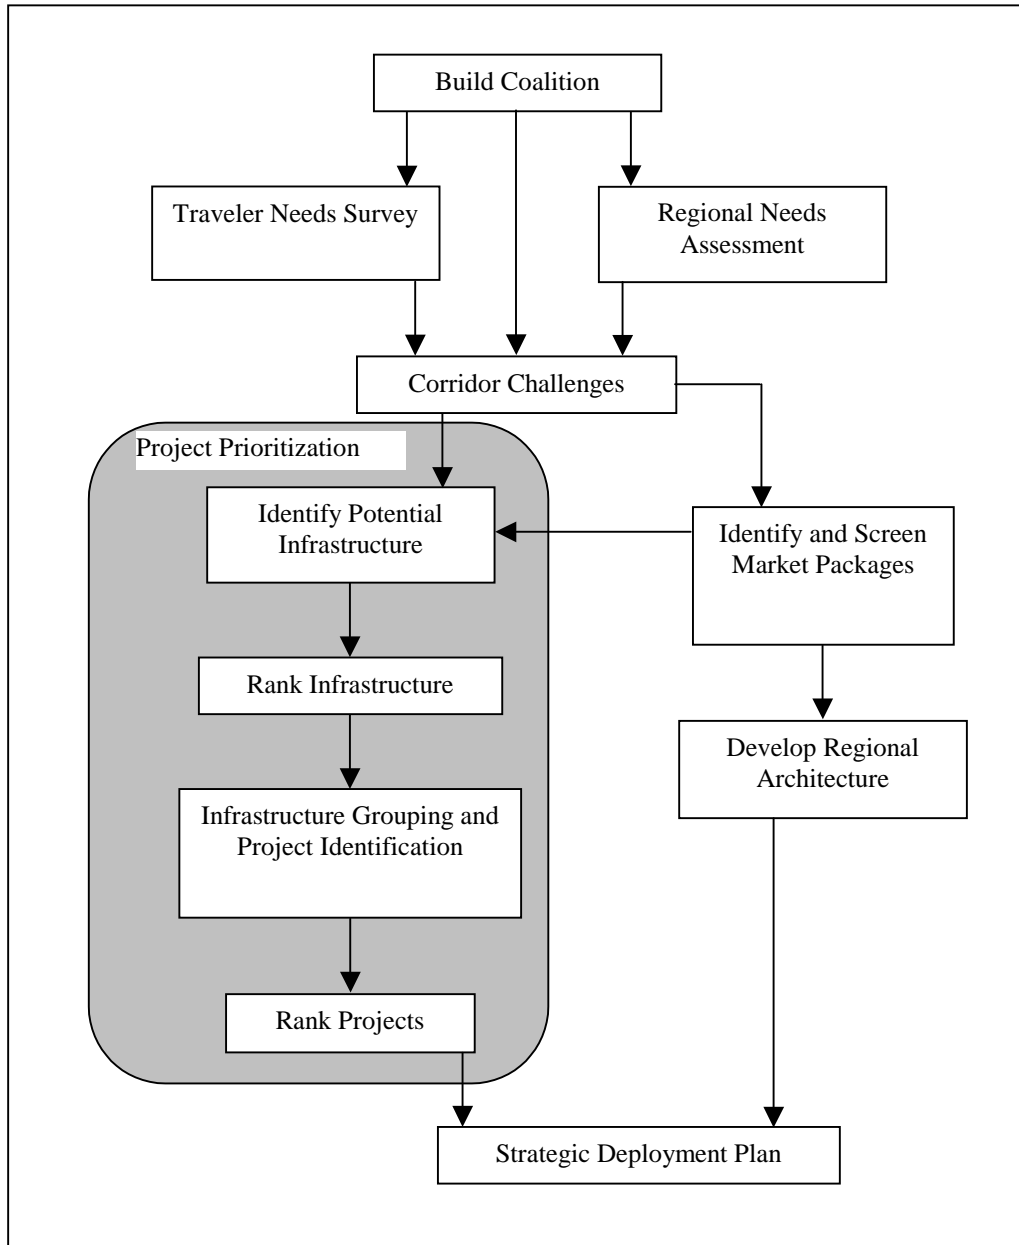 Build Coalition
Traveler Needs Survey
Regional Needs
Assessment
Corridor Challenges
Project Prioritization
Identify Potential
Infrastructure
Identify and Screen
Market Packages
Rank Infrastructure
Develop Regional
Architecture
Infrastructure Grouping and
Project Identification
Rank Projects
Strategic Deployment Plan